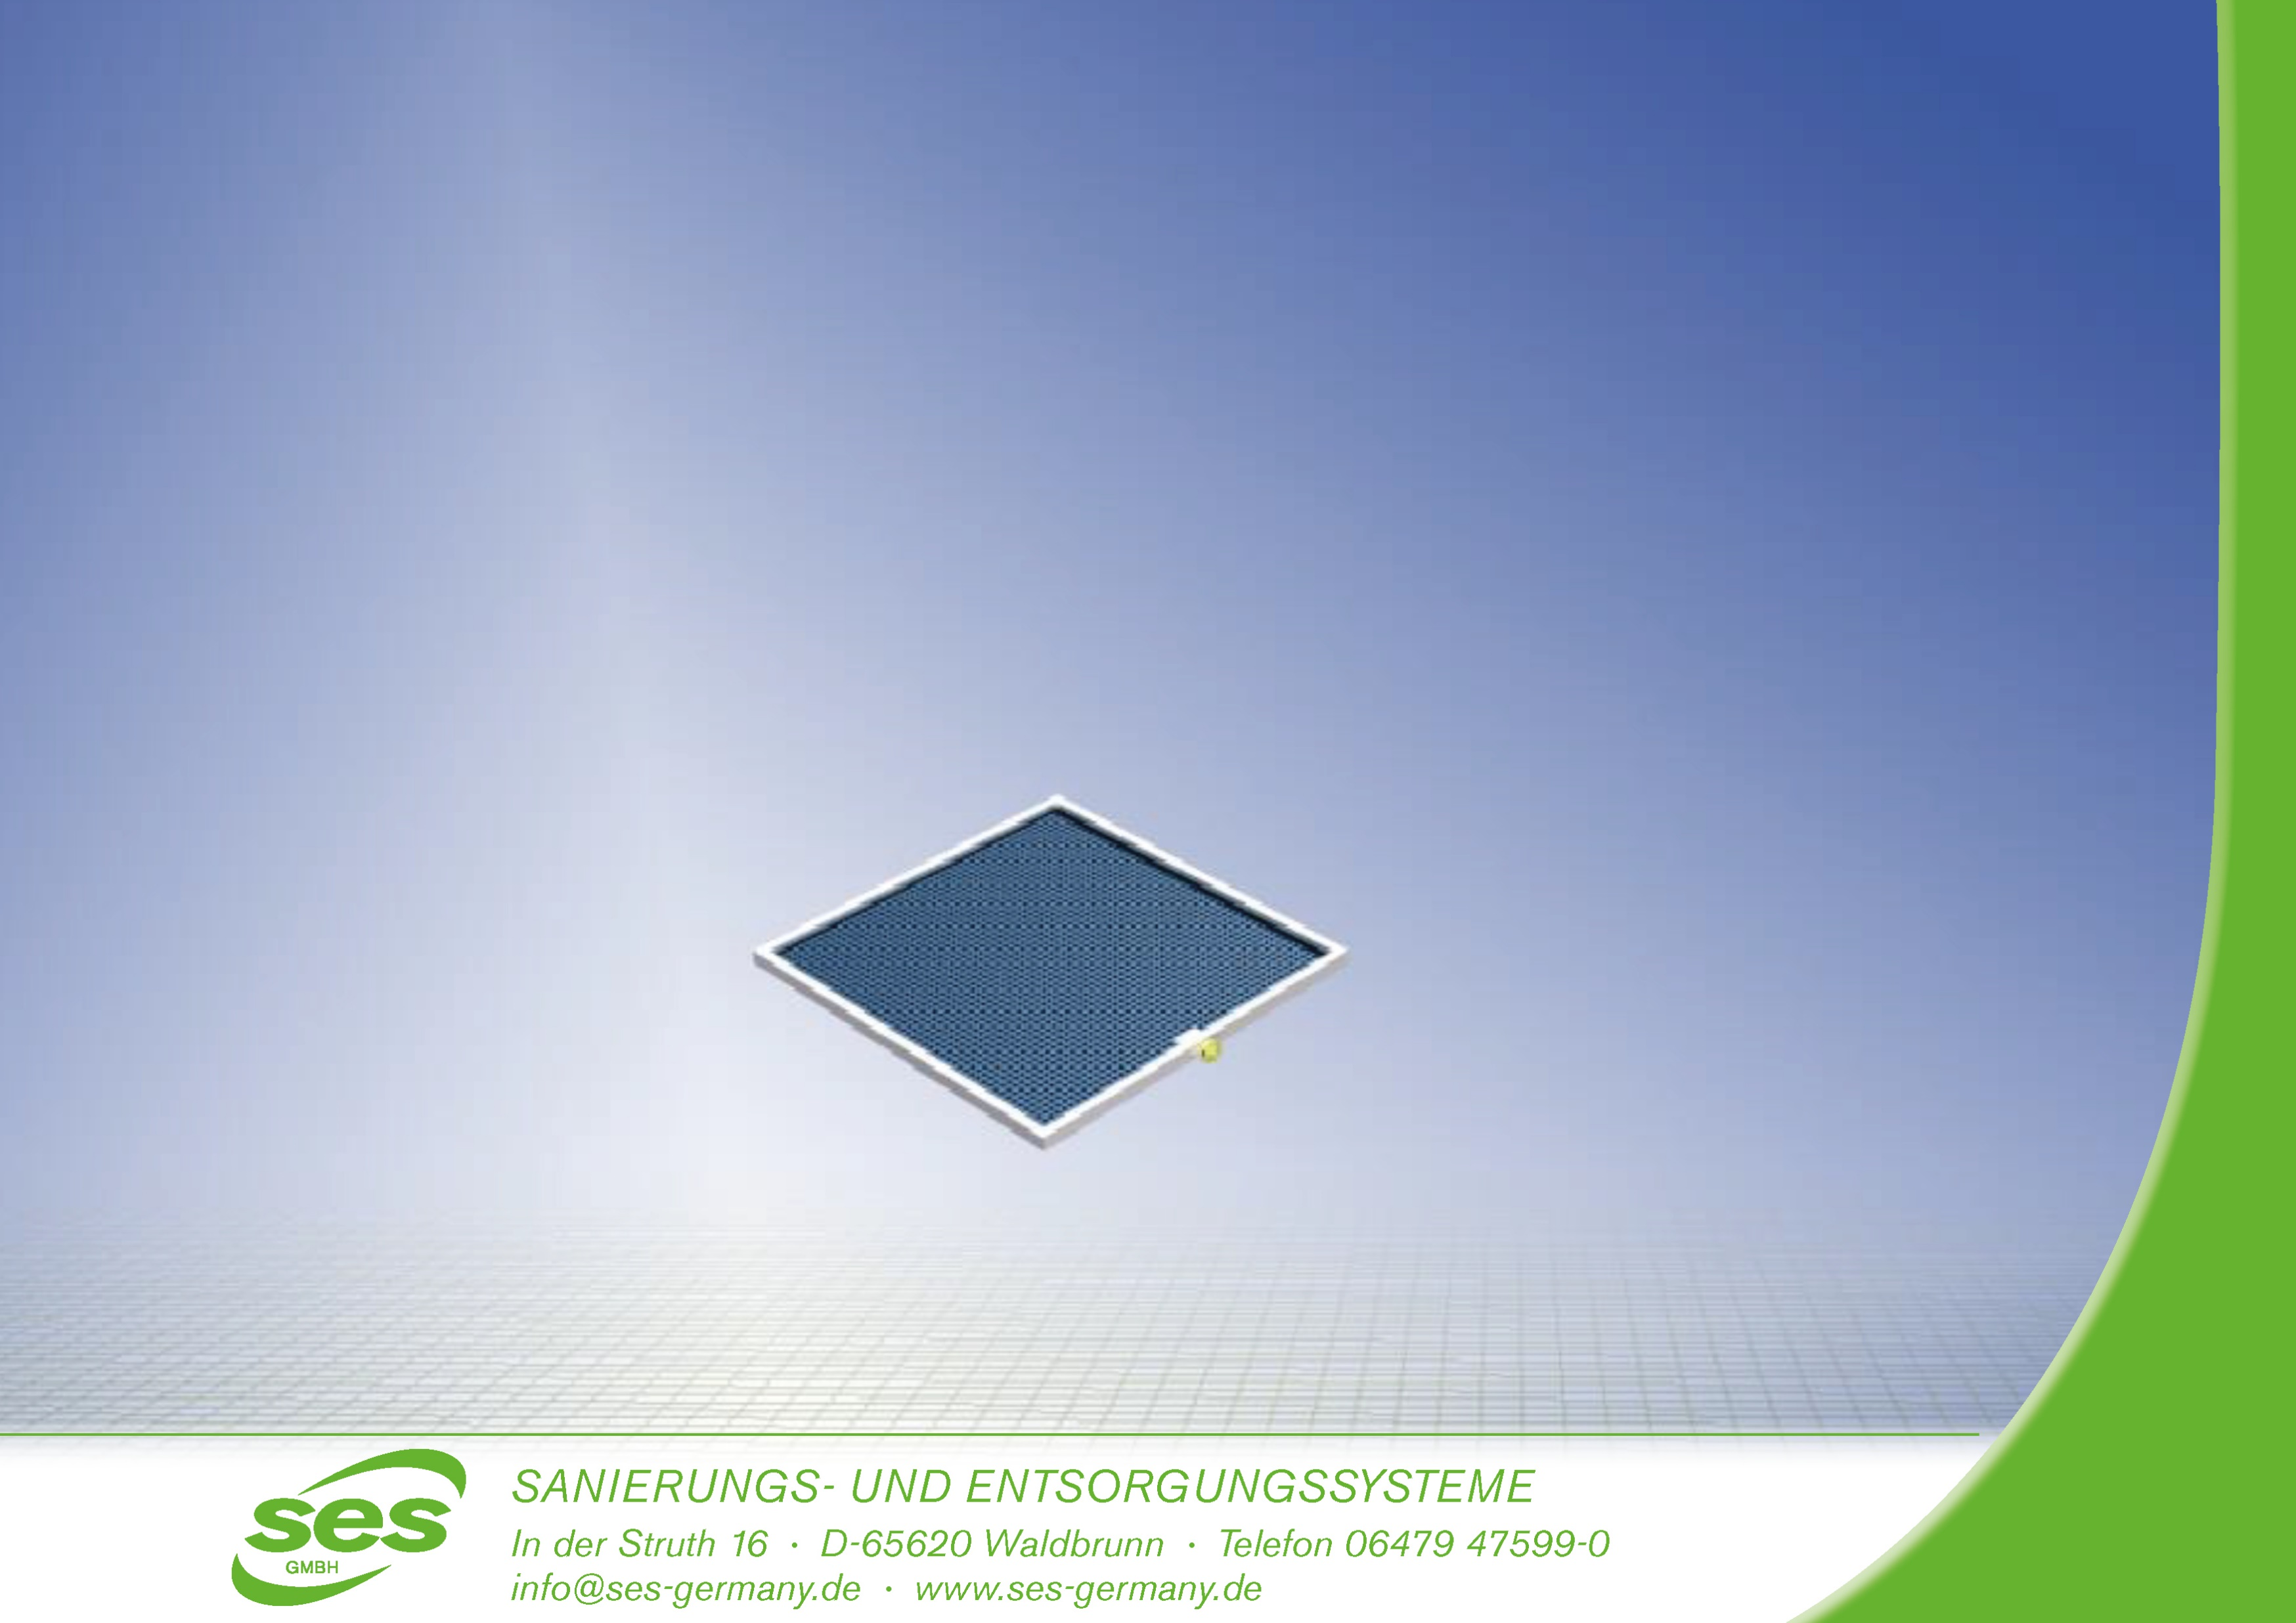 ses
GMBH
SANIERUNGS- UND ENTSORGUNGSSYSTEME
In der Struth 16 · D-65620 Waldbrunn · Telefon 06479 47599-0
info@ses-germany.de · www.ses-germany.de